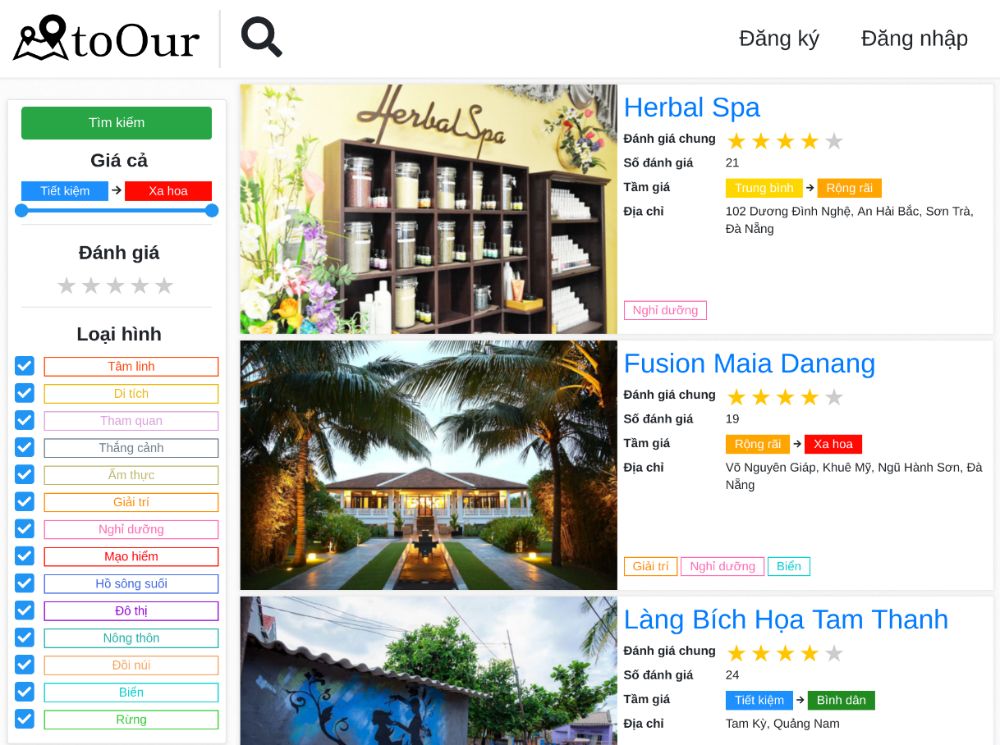 toOur
Đăng ký
Đăng nhập
Tìm kiếm
Giá cả
Tiết kiệm → Xa hoa
Đánh giá
Loại hình
Tâm linh
Di tích
Tham quan
Thắng cảnh
Ẩm thực
Giải trí
Nghỉ dưỡng
Mạo hiểm
Hồ sông suối
Đô thị
Nông thôn
Đồi núi
Biển
Rừng
Herbal Spa
Herbal Spa
Đánh giá chung
Số đánh giá 21
Tầm giá Trung bình → Rộng rãi
Địa chỉ 102 Dương Đình Nghệ, An Hải Bắc, Sơn Trà,
Đà Nẵng
Nghỉ dưỡng
Fusion Maia Danang
Đánh giá chung
Số đánh giá 19
Tầm giá Rộng rãi → Xa hoa
Địa chỉ Võ Nguyên Giáp, Khuê Mỹ, Ngũ Hành Sơn, Đà
Nẵng
Giải trí Nghỉ dưỡng Biển
Làng Bích Họa Tam Thanh
Đánh giá chung
Số đánh giá 24
Tầm giá Tiết kiệm → Bình dân
Địa chỉ Tam Kỳ, Quảng Nam